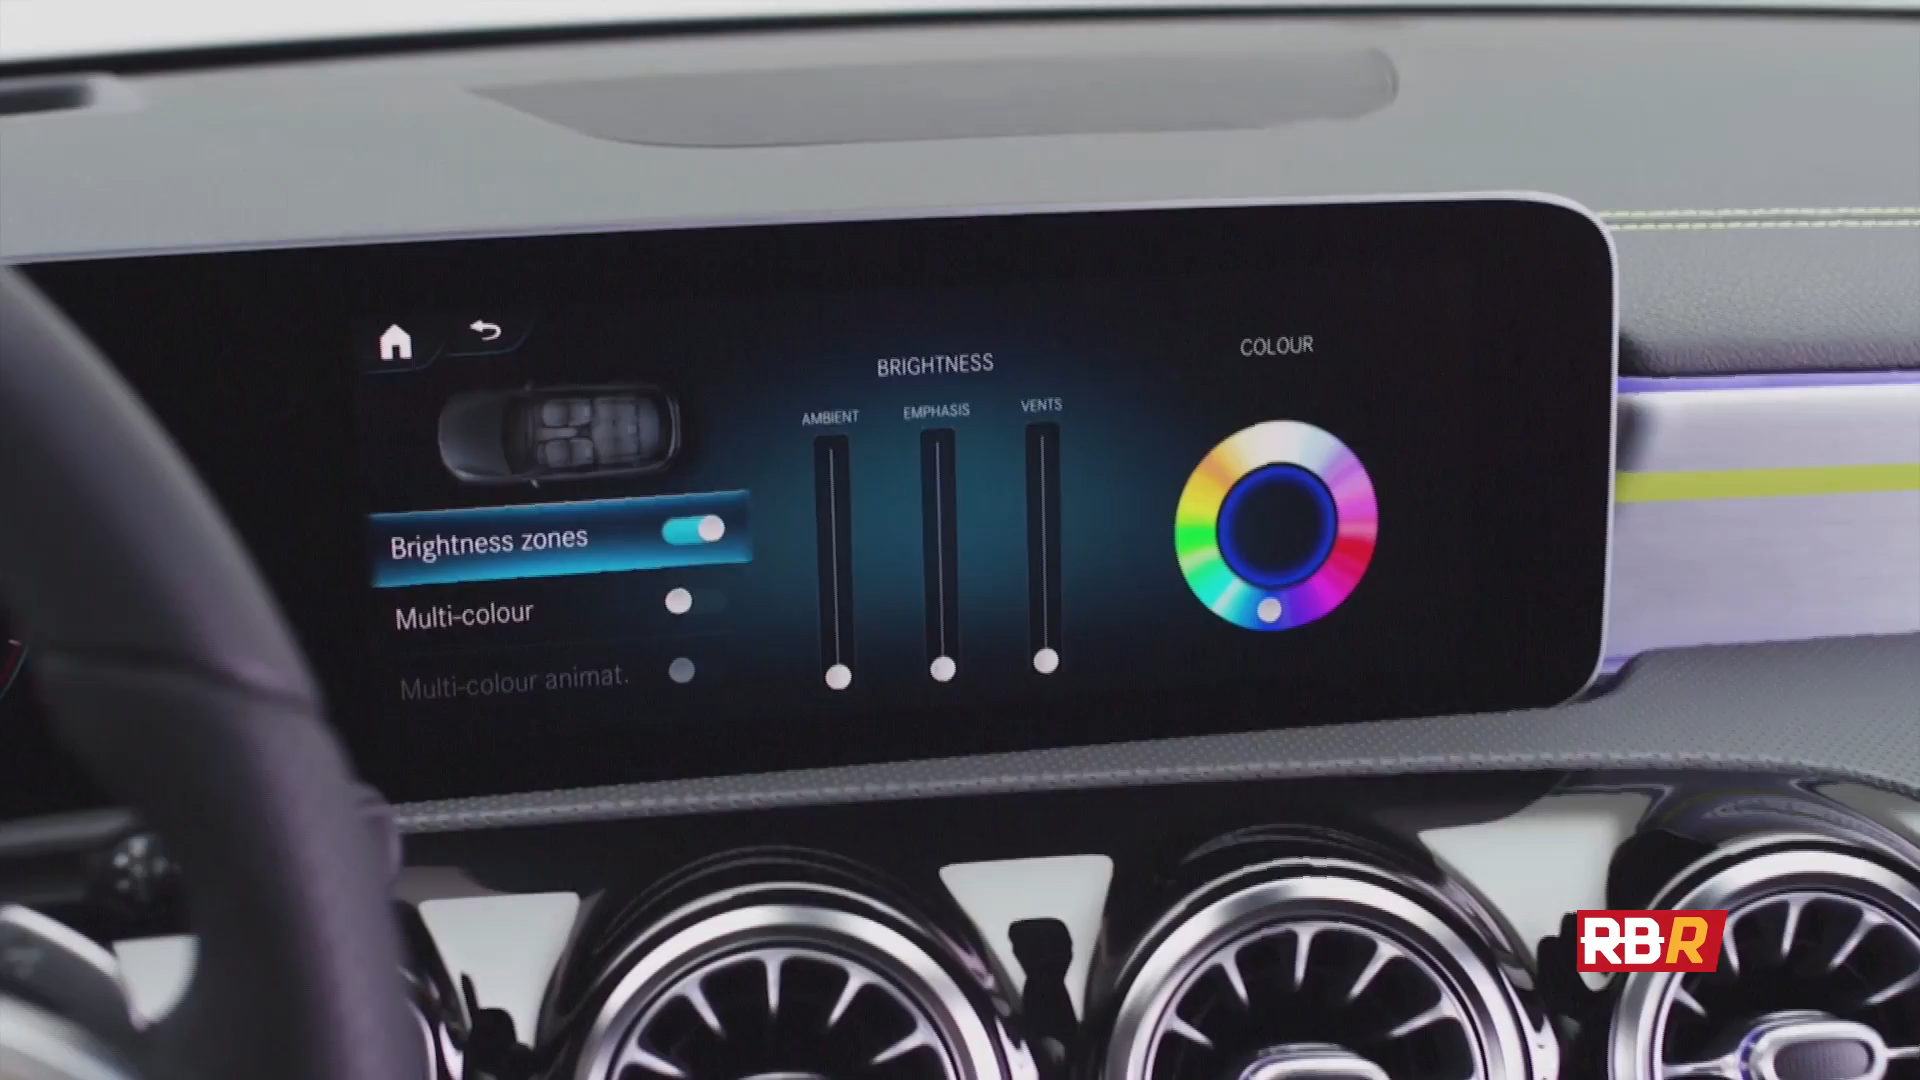 BRIGHTNESS
COLOUR
AMBIENT
EMPHASIS
VENTS
Brightness zones
Multi-colour
Multi-colour animat.
RBR